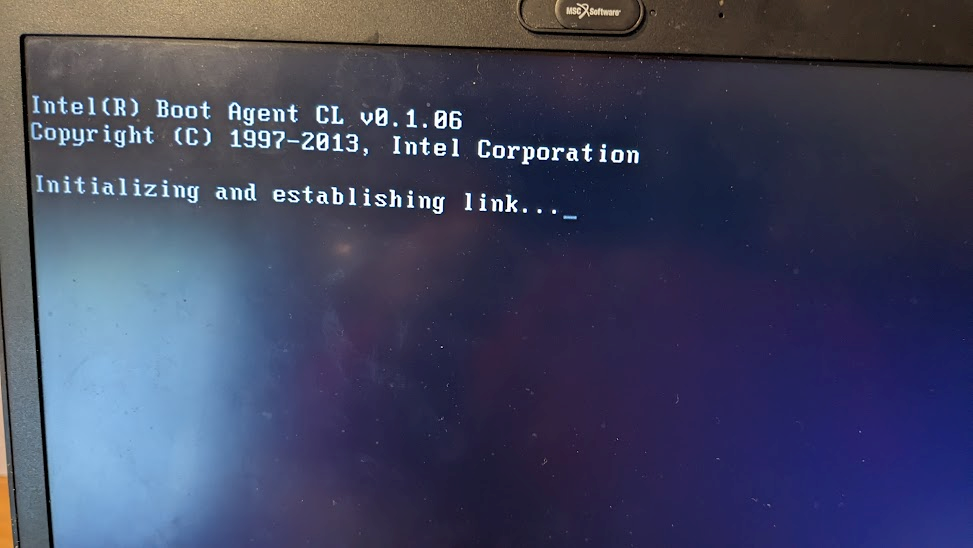 MSC Software
Intel(R) Boot Agent CL v0.1.06
Copyright (C) 1997-2013, Intel Corporation
Initializing and establishing link..._